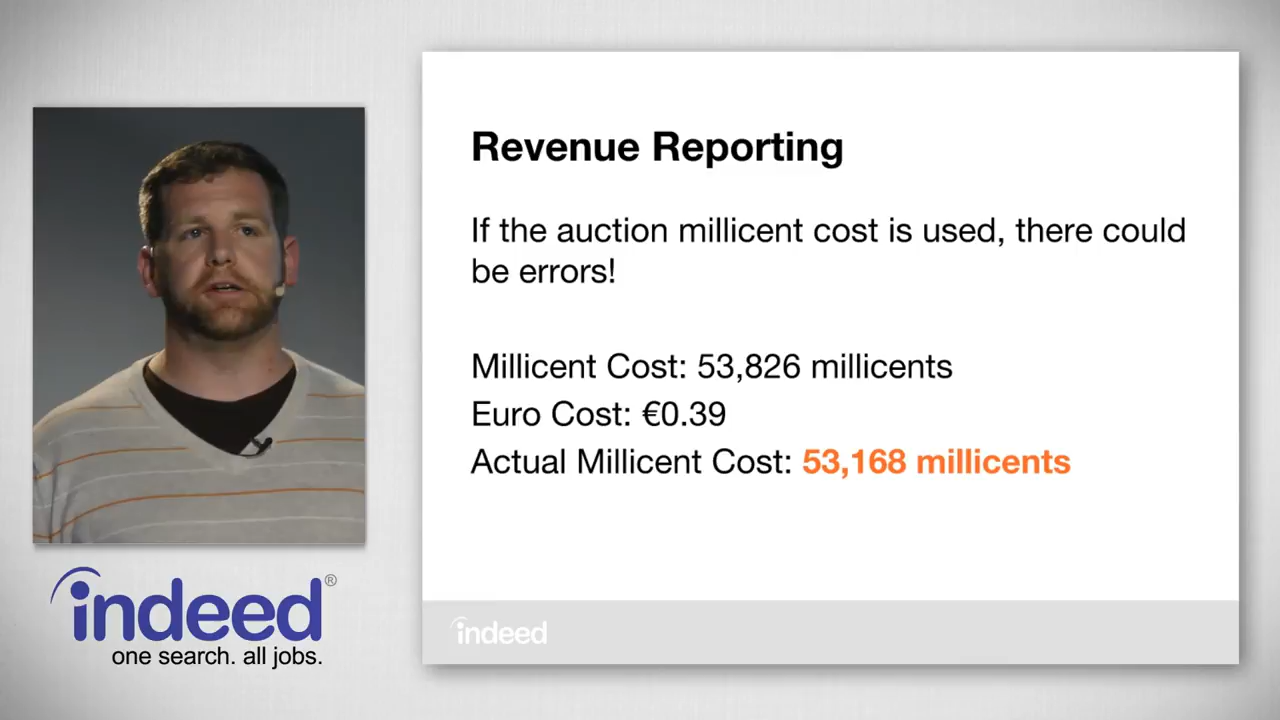 Revenue Reporting
If the auction millicent cost is used, there could
be errors!
Millicent Cost: 53,826 millicents
Euro Cost: €0.39
Actual Millicent Cost: 53,168 millicents
indeed
indeed®
one search. all jobs.